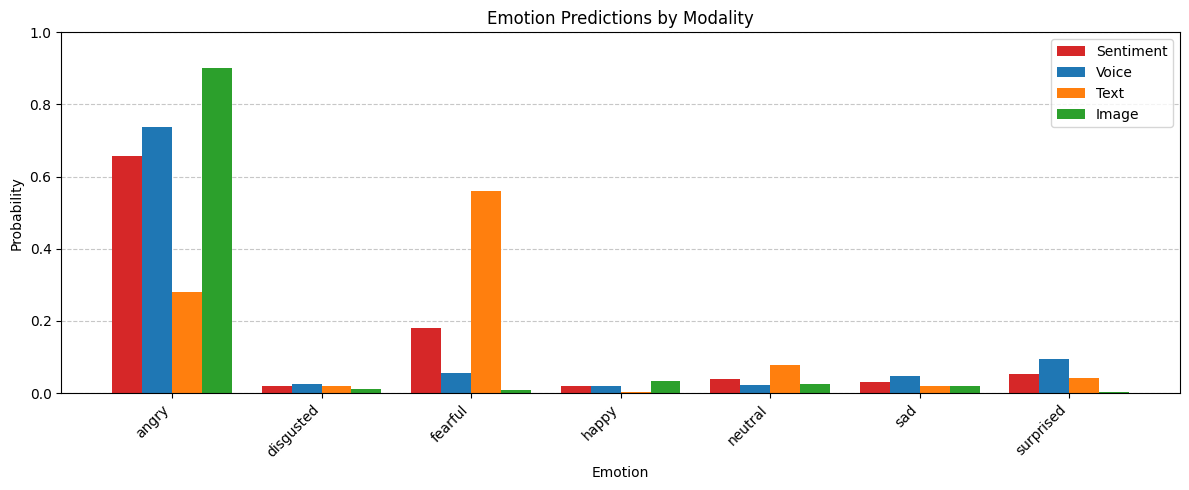 Emotion Predictions by Modality
Probability
1.0
0.8
0.6
0.4
0.2
0.0
Sentiment
Voice
Text
Image
angry
disgusted
fearful
happy
neutral
sad
surprised
Emotion